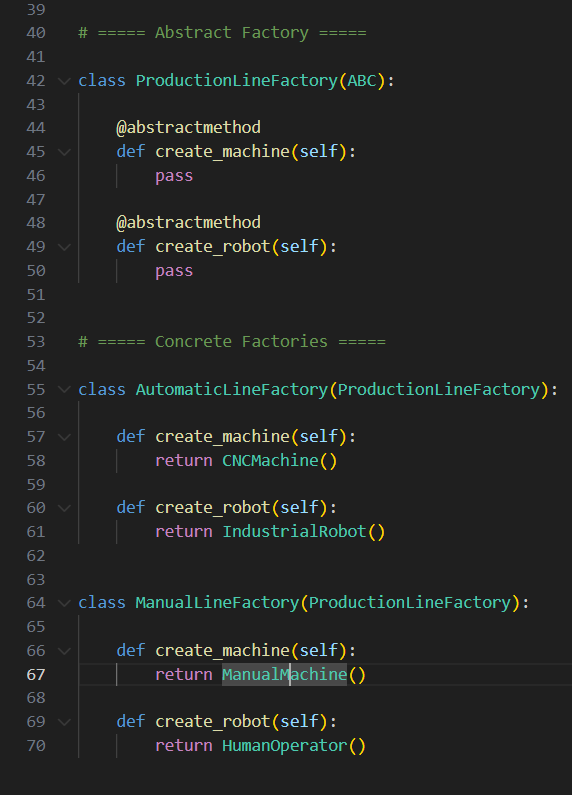 39
40 # ===== Abstract Factory =====
41
42 class ProductionLineFactory(ABC):
43
44     @abstractmethod
45     def create_machine(self):
46         pass
47
48     @abstractmethod
49     def create_robot(self):
50         pass
51
52
53 # ===== Concrete Factories =====
54
55 class AutomaticLineFactory(ProductionLineFactory):
56
57     def create_machine(self):
58         return CNCMachine()
59
60     def create_robot(self):
61         return IndustrialRobot()
62
63
64 class ManualLineFactory(ProductionLineFactory):
65
66     def create_machine(self):
67         return ManualMachine()
68
69     def create_robot(self):
70         return HumanOperator()